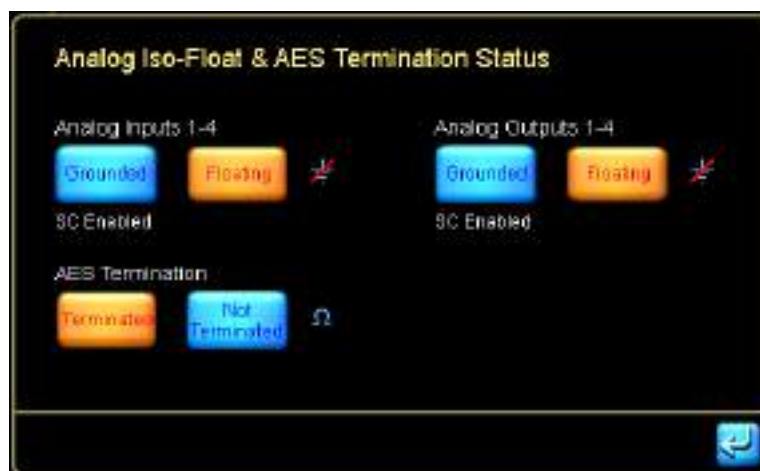 Analog Iso-Float & AES Termination Status
Analog Inputs 1-4
Grounded
Floating
SC Enabled
Analog Outputs 1-4
Grounded
Floating
SC Enabled
AES Termination
Terminated
Not
Terminated
Ω